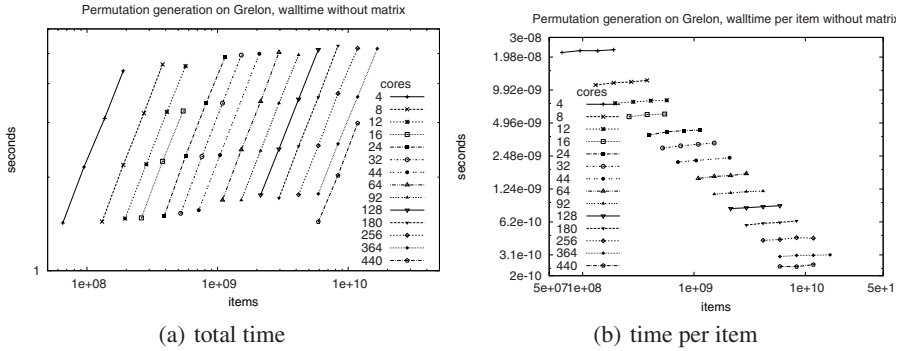 Permutation generation on Grelon, walltime without matrix
seconds
1
1e+08
1e+09
1e+10
items
cores
4
8
12
16
24
32
44
64
92
128
180
256
364
440
(a) total time
Permutation generation on Grelon, walltime per item without matrix
seconds
3e-08
1.98e-08
9.92e-09
4.96e-09
2.48e-09
1.24e-09
6.2e-10
3.1e-10
2e-10
5e+071e+08
1e+09
1e+10
5e+1
items
cores
4
8
12
16
24
32
44
64
92
128
180
256
364
440
(b) time per item